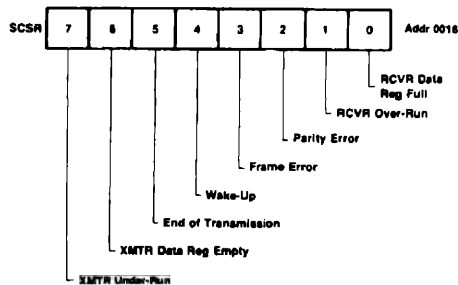 SCSR 7 6 5 4 3 2 1 0 Addr 0016
RCVR Data
Reg Full
RCVR Over-Run
Parity Error
Frame Error
Wake-Up
End of Transmission
XMTR Data Reg Empty
XMTR Under-Run